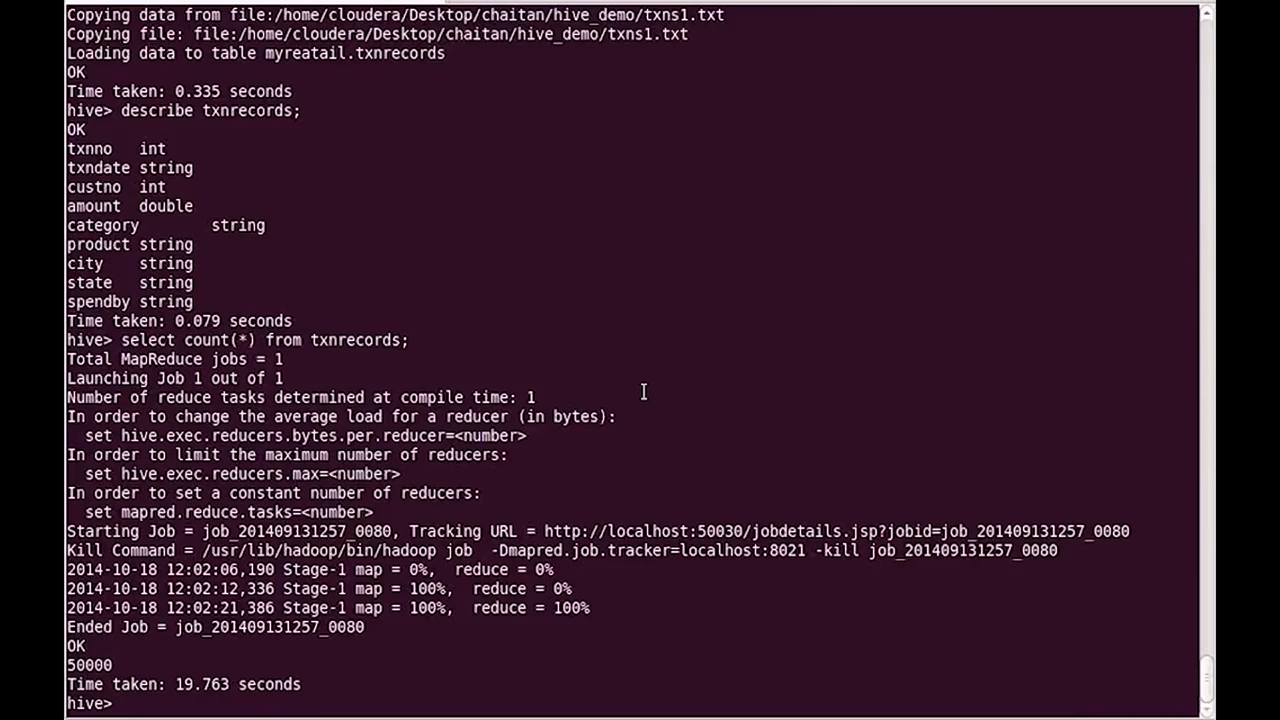 Copying data from file:/home/cloudera/Desktop/chaitan/hive_demo/txns1.txt
Copying file: file:/home/cloudera/Desktop/chaitan/hive_demo/txns1.txt
Loading data to table myreatail.txnrecords
OK
Time taken: 0.335 seconds
hive> describe txnrecords;
OK
txnno   int
txndate string
custno  int
amount  double
category        string
product string
city    string
state   string
spendby string
Time taken: 0.079 seconds
hive> select count(*) from txnrecords;
Total MapReduce jobs = 1
Launching Job 1 out of 1
Number of reduce tasks determined at compile time: 1
In order to change the average load for a reducer (in bytes):
  set hive.exec.reducers.bytes.per.reducer=<number>
In order to limit the maximum number of reducers:
  set hive.exec.reducers.max=<number>
In order to set a constant number of reducers:
  set mapred.reduce.tasks=<number>
Starting Job = job_201409131257_0080, Tracking URL = http://localhost:50030/jobdetails.jsp?jobid=job_201409131257_0080
Kill Command = /usr/lib/hadoop/bin/hadoop job  -Dmapred.job.tracker=localhost:8021 -kill job_201409131257_0080
2014-10-18 12:02:06,190 Stage-1 map = 0%,  reduce = 0%
2014-10-18 12:02:12,336 Stage-1 map = 100%,  reduce = 0%
2014-10-18 12:02:21,386 Stage-1 map = 100%,  reduce = 100%
Ended Job = job_201409131257_0080
OK
50000
Time taken: 19.763 seconds
hive>